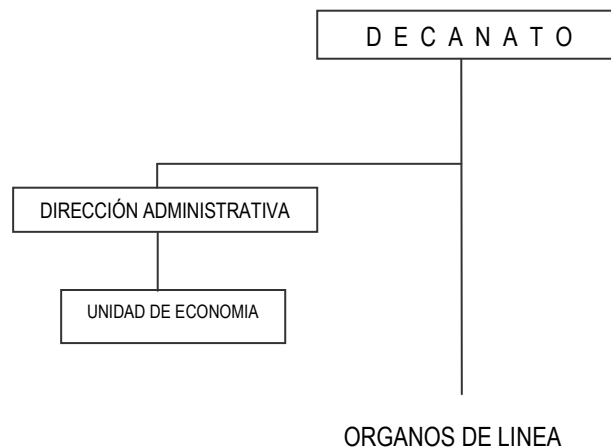 D E C A N A T O
DIRECCIÓN ADMINISTRATIVA
UNIDAD DE ECONOMIA
ORGANOS DE LINEA